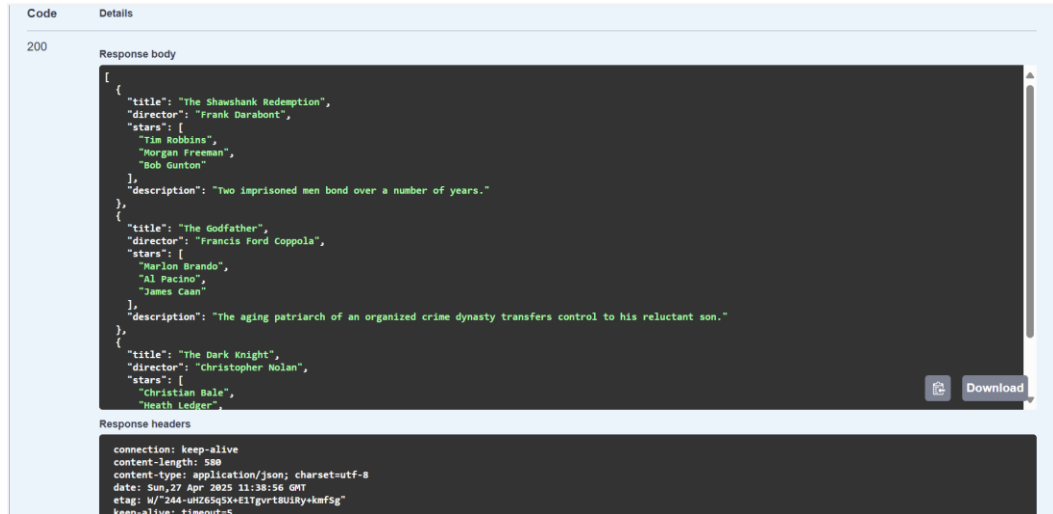 Code Details
200
Response body
[
  {
    "title": "The Shawshank Redemption",
    "director": "Frank Darabont",
    "stars": [
      "Tim Robbins",
      "Morgan Freeman",
      "Bob Gunton"
    ],
    "description": "Two imprisoned men bond over a number of years."
  },
  {
    "title": "The Godfather",
    "director": "Francis Ford Coppola",
    "stars": [
      "Marlon Brando",
      "Al Pacino",
      "James Caan"
    ],
    "description": "The aging patriarch of an organized crime dynasty transfers control to his reluctant son."
  },
  {
    "title": "The Dark Knight",
    "director": "Christopher Nolan",
    "stars": [
      "Christian Bale",
      "Heath Ledger",
Download
Response headers
connection: keep-alive
content-length: 580
content-type: application/json; charset=utf-8
date: Sun,27 Apr 2025 11:38:56 GMT
etag: W/"244-uHZ65q5X+E1Tgvrt8UiRy+kmfSg"
keep-alive: timeout=5